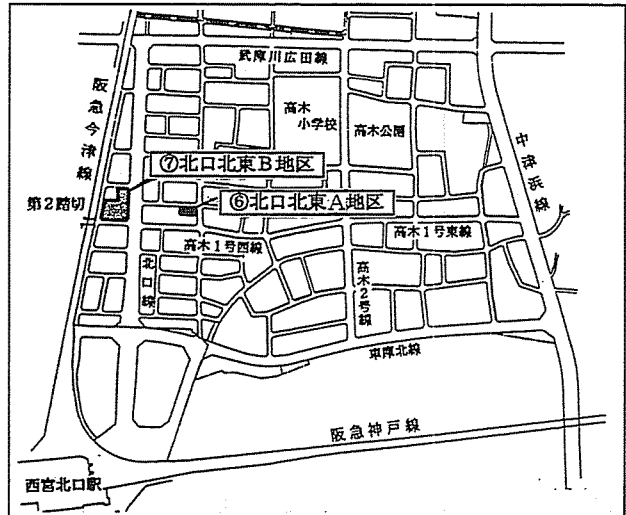 武庫川広田線
阪急今津線
高木
小学校
高木公園
中津浜線
⑦北口北東B地区
第2踏切
⑥北口北東A地区
高木1号西線
高木1号東線
北口線
高木2号線
車庫北線
阪急神戸線
西宮北口駅